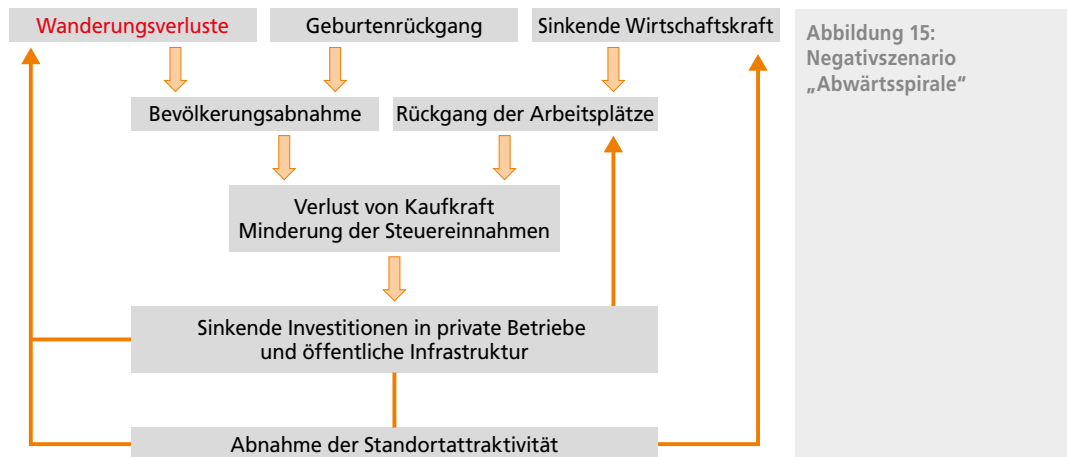 Wanderungsverluste
Geburtenrückgang
Sinkende Wirtschaftskraft
Bevölkerungsabnahme
Rückgang der Arbeitsplätze
Verlust von Kaufkraft
Minderung der Steuereinnahmen
Sinkende Investitionen in private Betriebe
und öffentliche Infrastruktur
Abnahme der Standortattraktivität
Abbildung 15:
Negativszenario
„Abwärtsspirale“